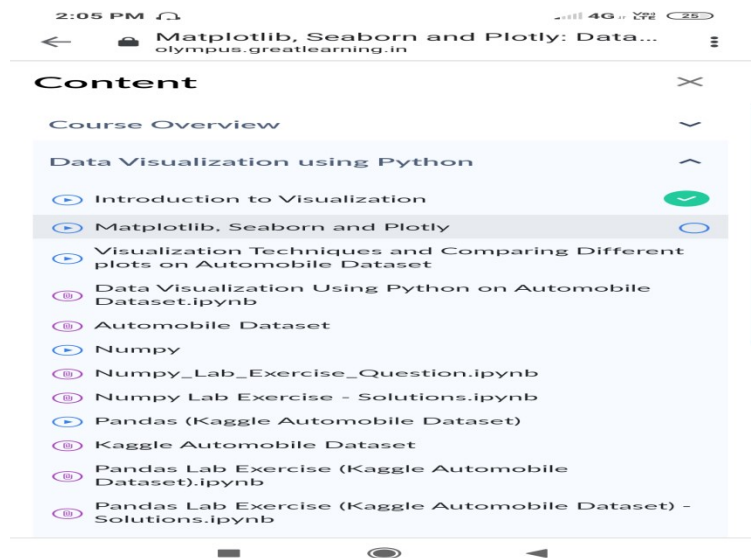 2:05 PM
4G Vo) LTE 25
Matplotlib, Seaborn and Plotly: Data...
olympus.greatlearning.in
Content
Course Overview
Data Visualization using Python
Introduction to Visualization
Matplotlib, Seaborn and Plotly
Visualization Techniques and Comparing Different
plots on Automobile Dataset
Data Visualization Using Python on Automobile
Dataset.ipynb
Automobile Dataset
Numpy
Numpy_Lab_Exercise_Question.ipynb
Numpy Lab Exercise - Solutions.ipynb
Pandas (Kaggle Automobile Dataset)
Kaggle Automobile Dataset
Pandas Lab Exercise (Kaggle Automobile
Dataset).ipynb
Pandas Lab Exercise (Kaggle Automobile Dataset) -
Solutions.ipynb